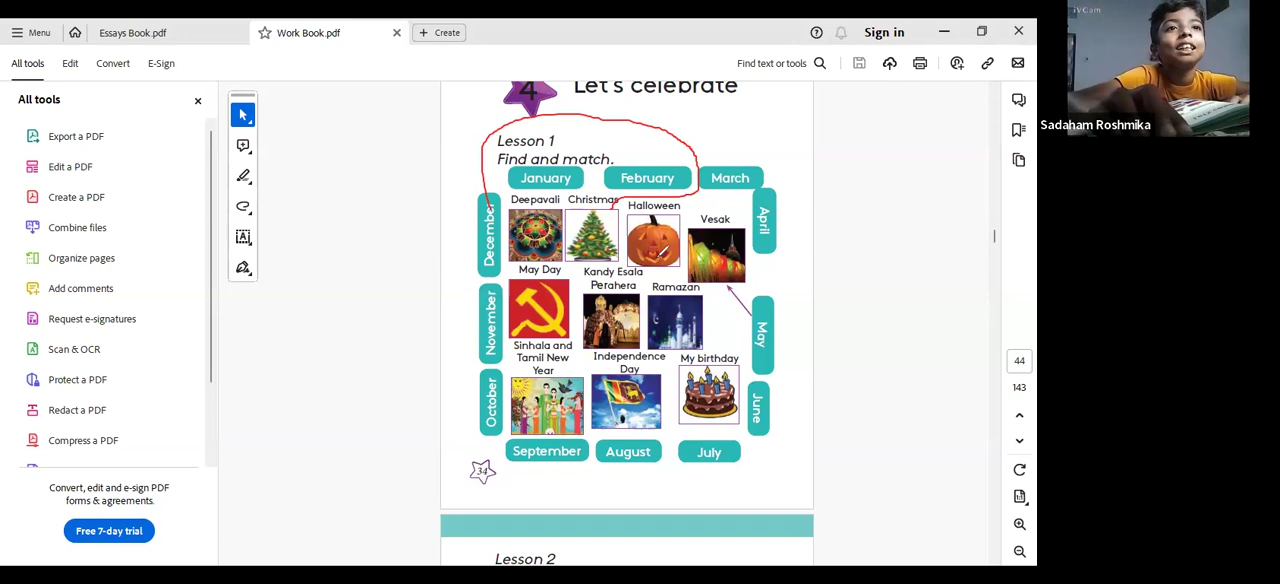 iVCam
Menu
Essays Book.pdf
Work Book.pdf
Create
Sign in
All tools
Edit
Convert
E-Sign
Find text or tools
Sadaham Roshmika
All tools
Export a PDF
Edit a PDF
Create a PDF
Combine files
Organize pages
Add comments
Request e-signatures
Scan & OCR
Protect a PDF
Redact a PDF
Compress a PDF
Convert, edit and e-sign PDF
forms & agreements.
Free 7-day trial
4 Let's celebrate
Lesson 1
Find and match.
January February March
December
Deepavali Christmas Halloween Vesak
April
May Day Kandy Esala
Perahera Ramazan
November
May
Sinhala and
Tamil New
Year
Independence
Day
My birthday
October
June
September August July
34
Lesson 2
44
143